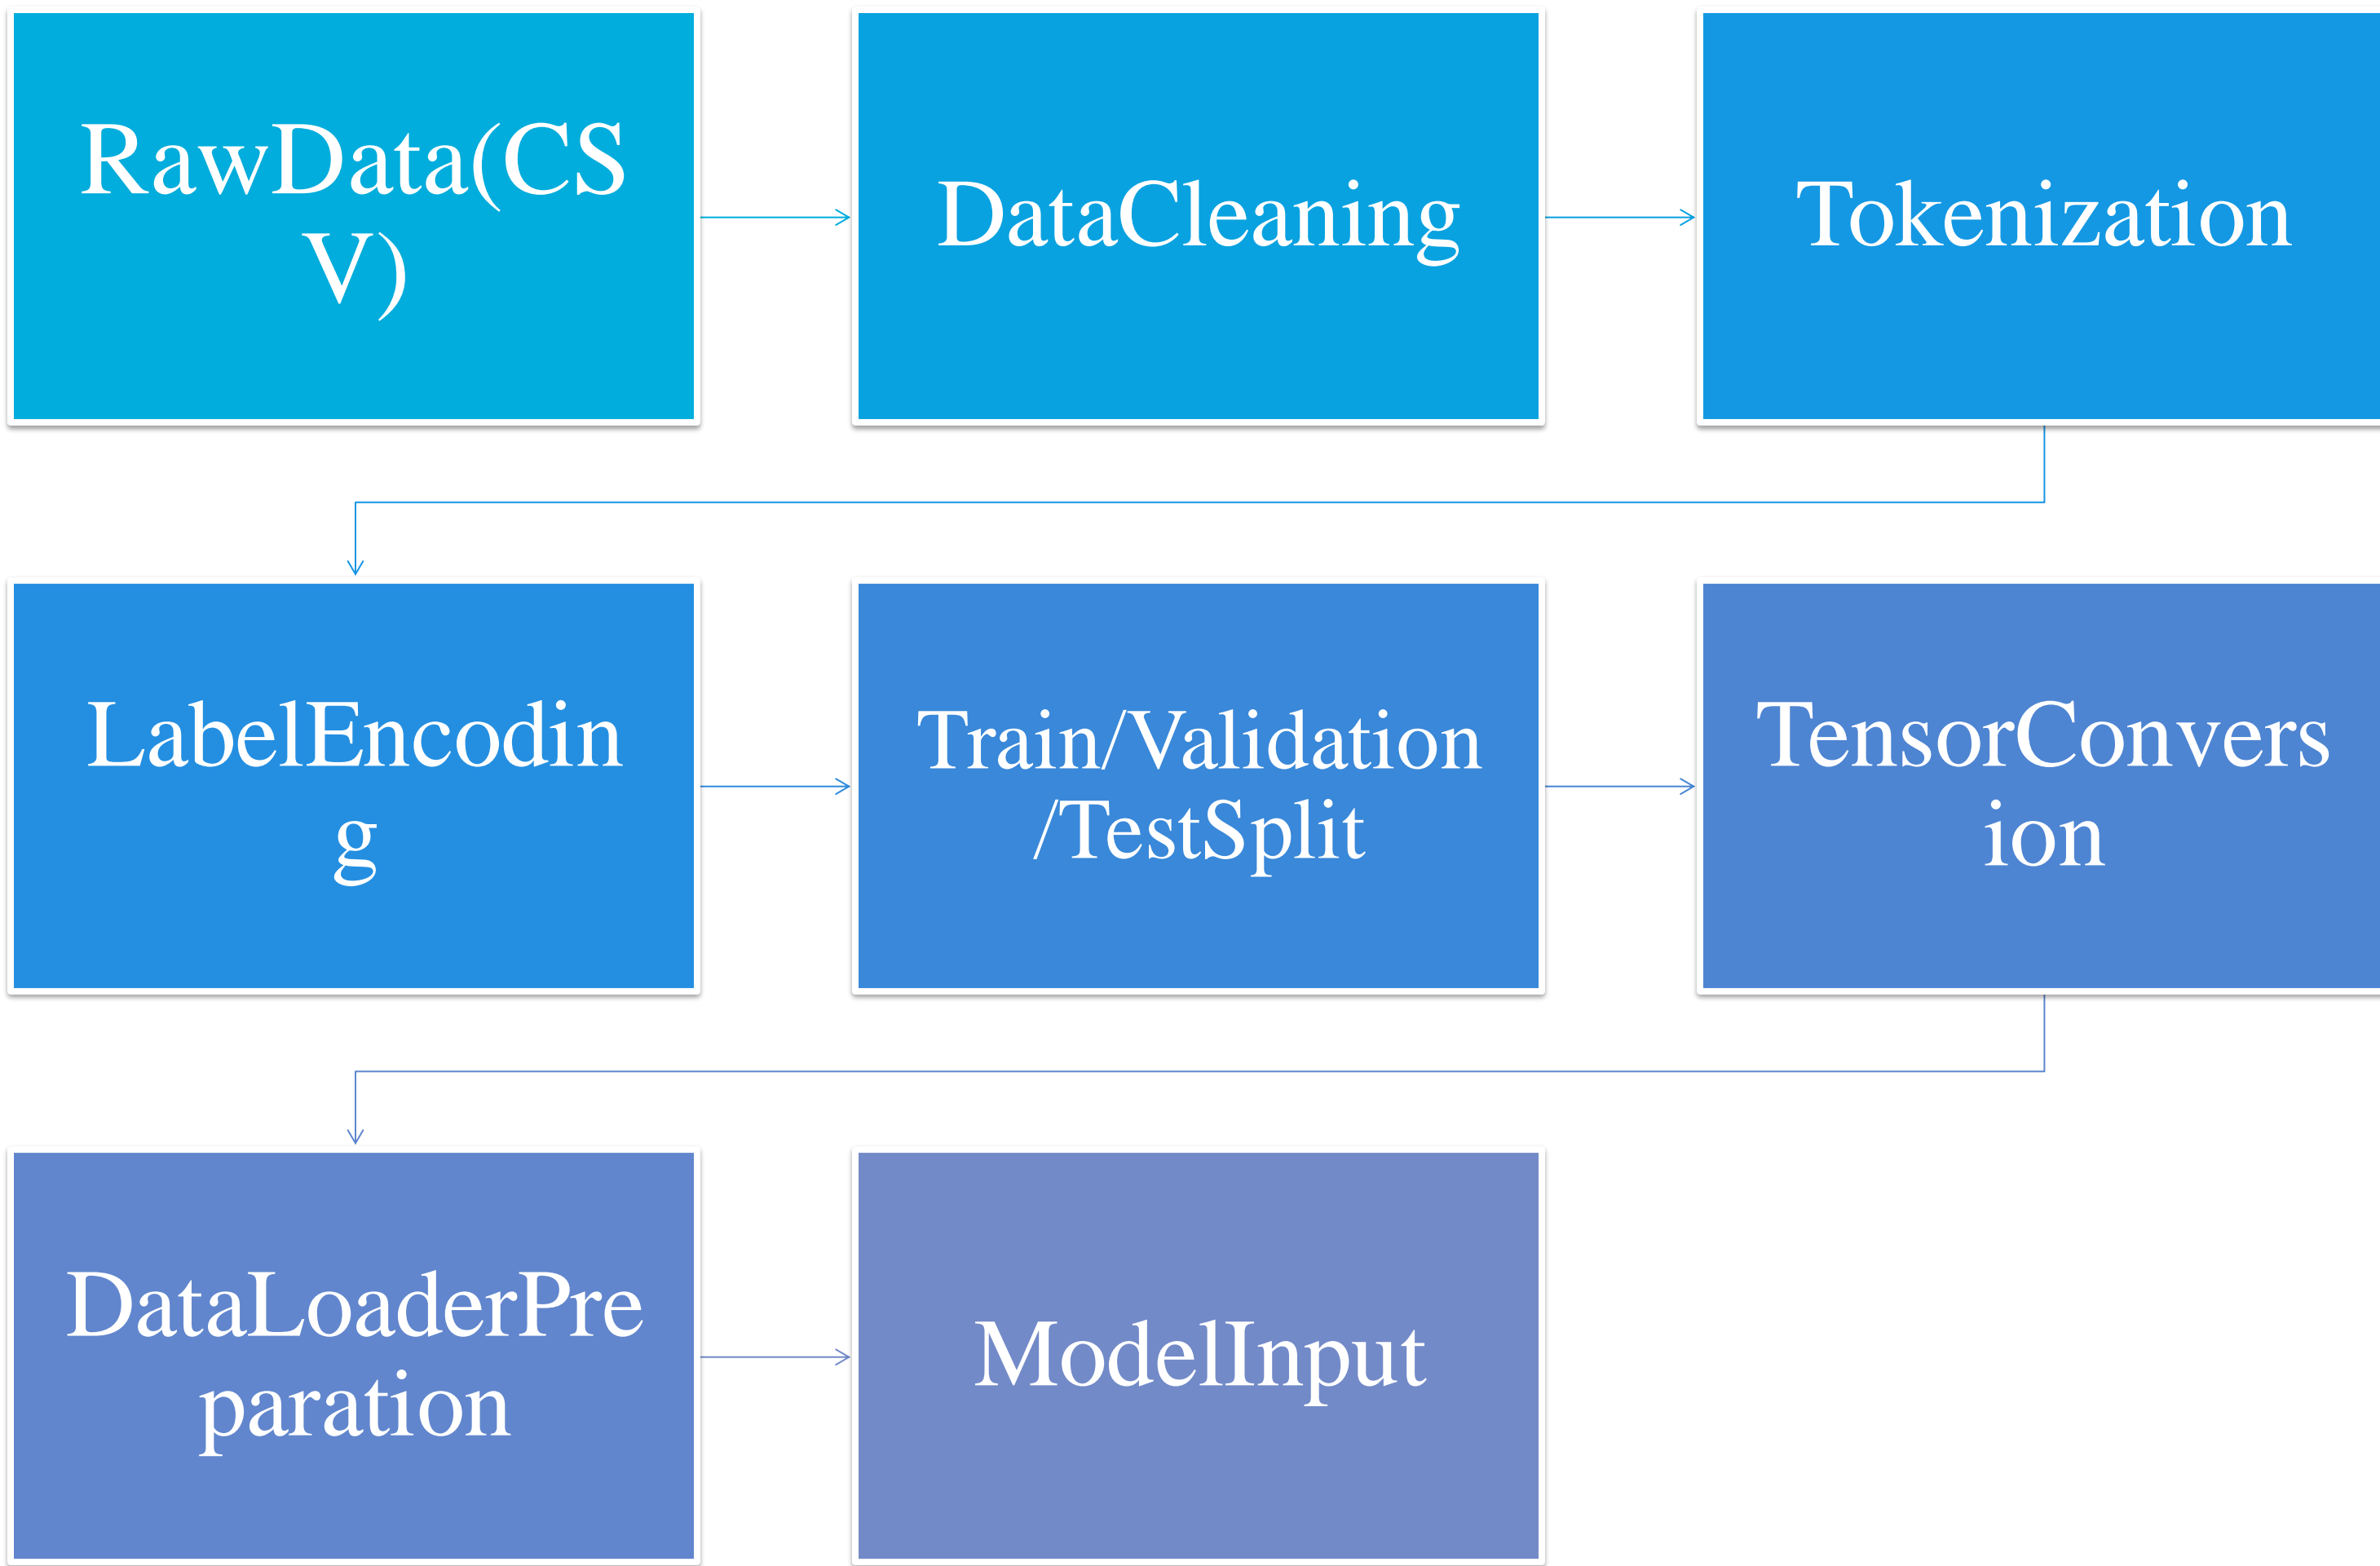 RawData(CS
V)
DataCleaning
Tokenization
LabelEncodin
g
Train/Validation
/TestSplit
TensorConvers
ion
DataLoaderPre
paration
ModelInput